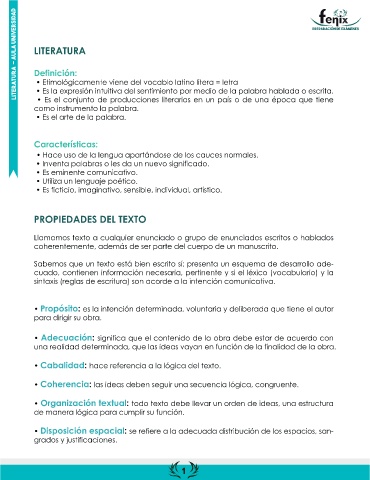 LITERATURA – AULA UNIVERSIDAD
fenix
PREPARACIÓN DE EXÁMENES
LITERATURA
Definición:
• Etimológicamente viene del vocablo latino litera = letra
• Es la expresión intuitiva del sentimiento por medio de la palabra hablada o escrita.
• Es el conjunto de producciones literarias en un país o de una época que tiene
como instrumento la palabra.
• Es el arte de la palabra.
Características:
• Hace uso de la lengua apartándose de los cauces normales.
• Inventa palabras o les da un nuevo significado.
• Es eminente comunicativo.
• Utiliza un lenguaje poético.
• Es ficticio, imaginativo, sensible, individual, artístico.
PROPIEDADES DEL TEXTO
Llamamos texto a cualquier enunciado o grupo de enunciados escritos o hablados
coherentemente, además de ser parte del cuerpo de un manuscrito.
Sabemos que un texto está bien escrito si; presenta un esquema de desarrollo ade-
cuado, contienen información necesaria, pertinente y si el léxico (vocabulario) y la
sintaxis (reglas de escritura) son acorde a la intención comunicativa.
• Propósito: es la intención determinada, voluntaria y deliberada que tiene el autor
para dirigir su obra.
• Adecuación: significa que el contenido de la obra debe estar de acuerdo con
una realidad determinada, que las ideas vayan en función de la finalidad de la obra.
• Cabalidad: hace referencia a la lógica del texto.
• Coherencia: las ideas deben seguir una secuencia lógica, congruente.
• Organización textual: todo texto debe llevar un orden de ideas, una estructura
de manera lógica para cumplir su función.
• Disposición espacial: se refiere a la adecuada distribución de los espacios, san-
grados y justificaciones.
1